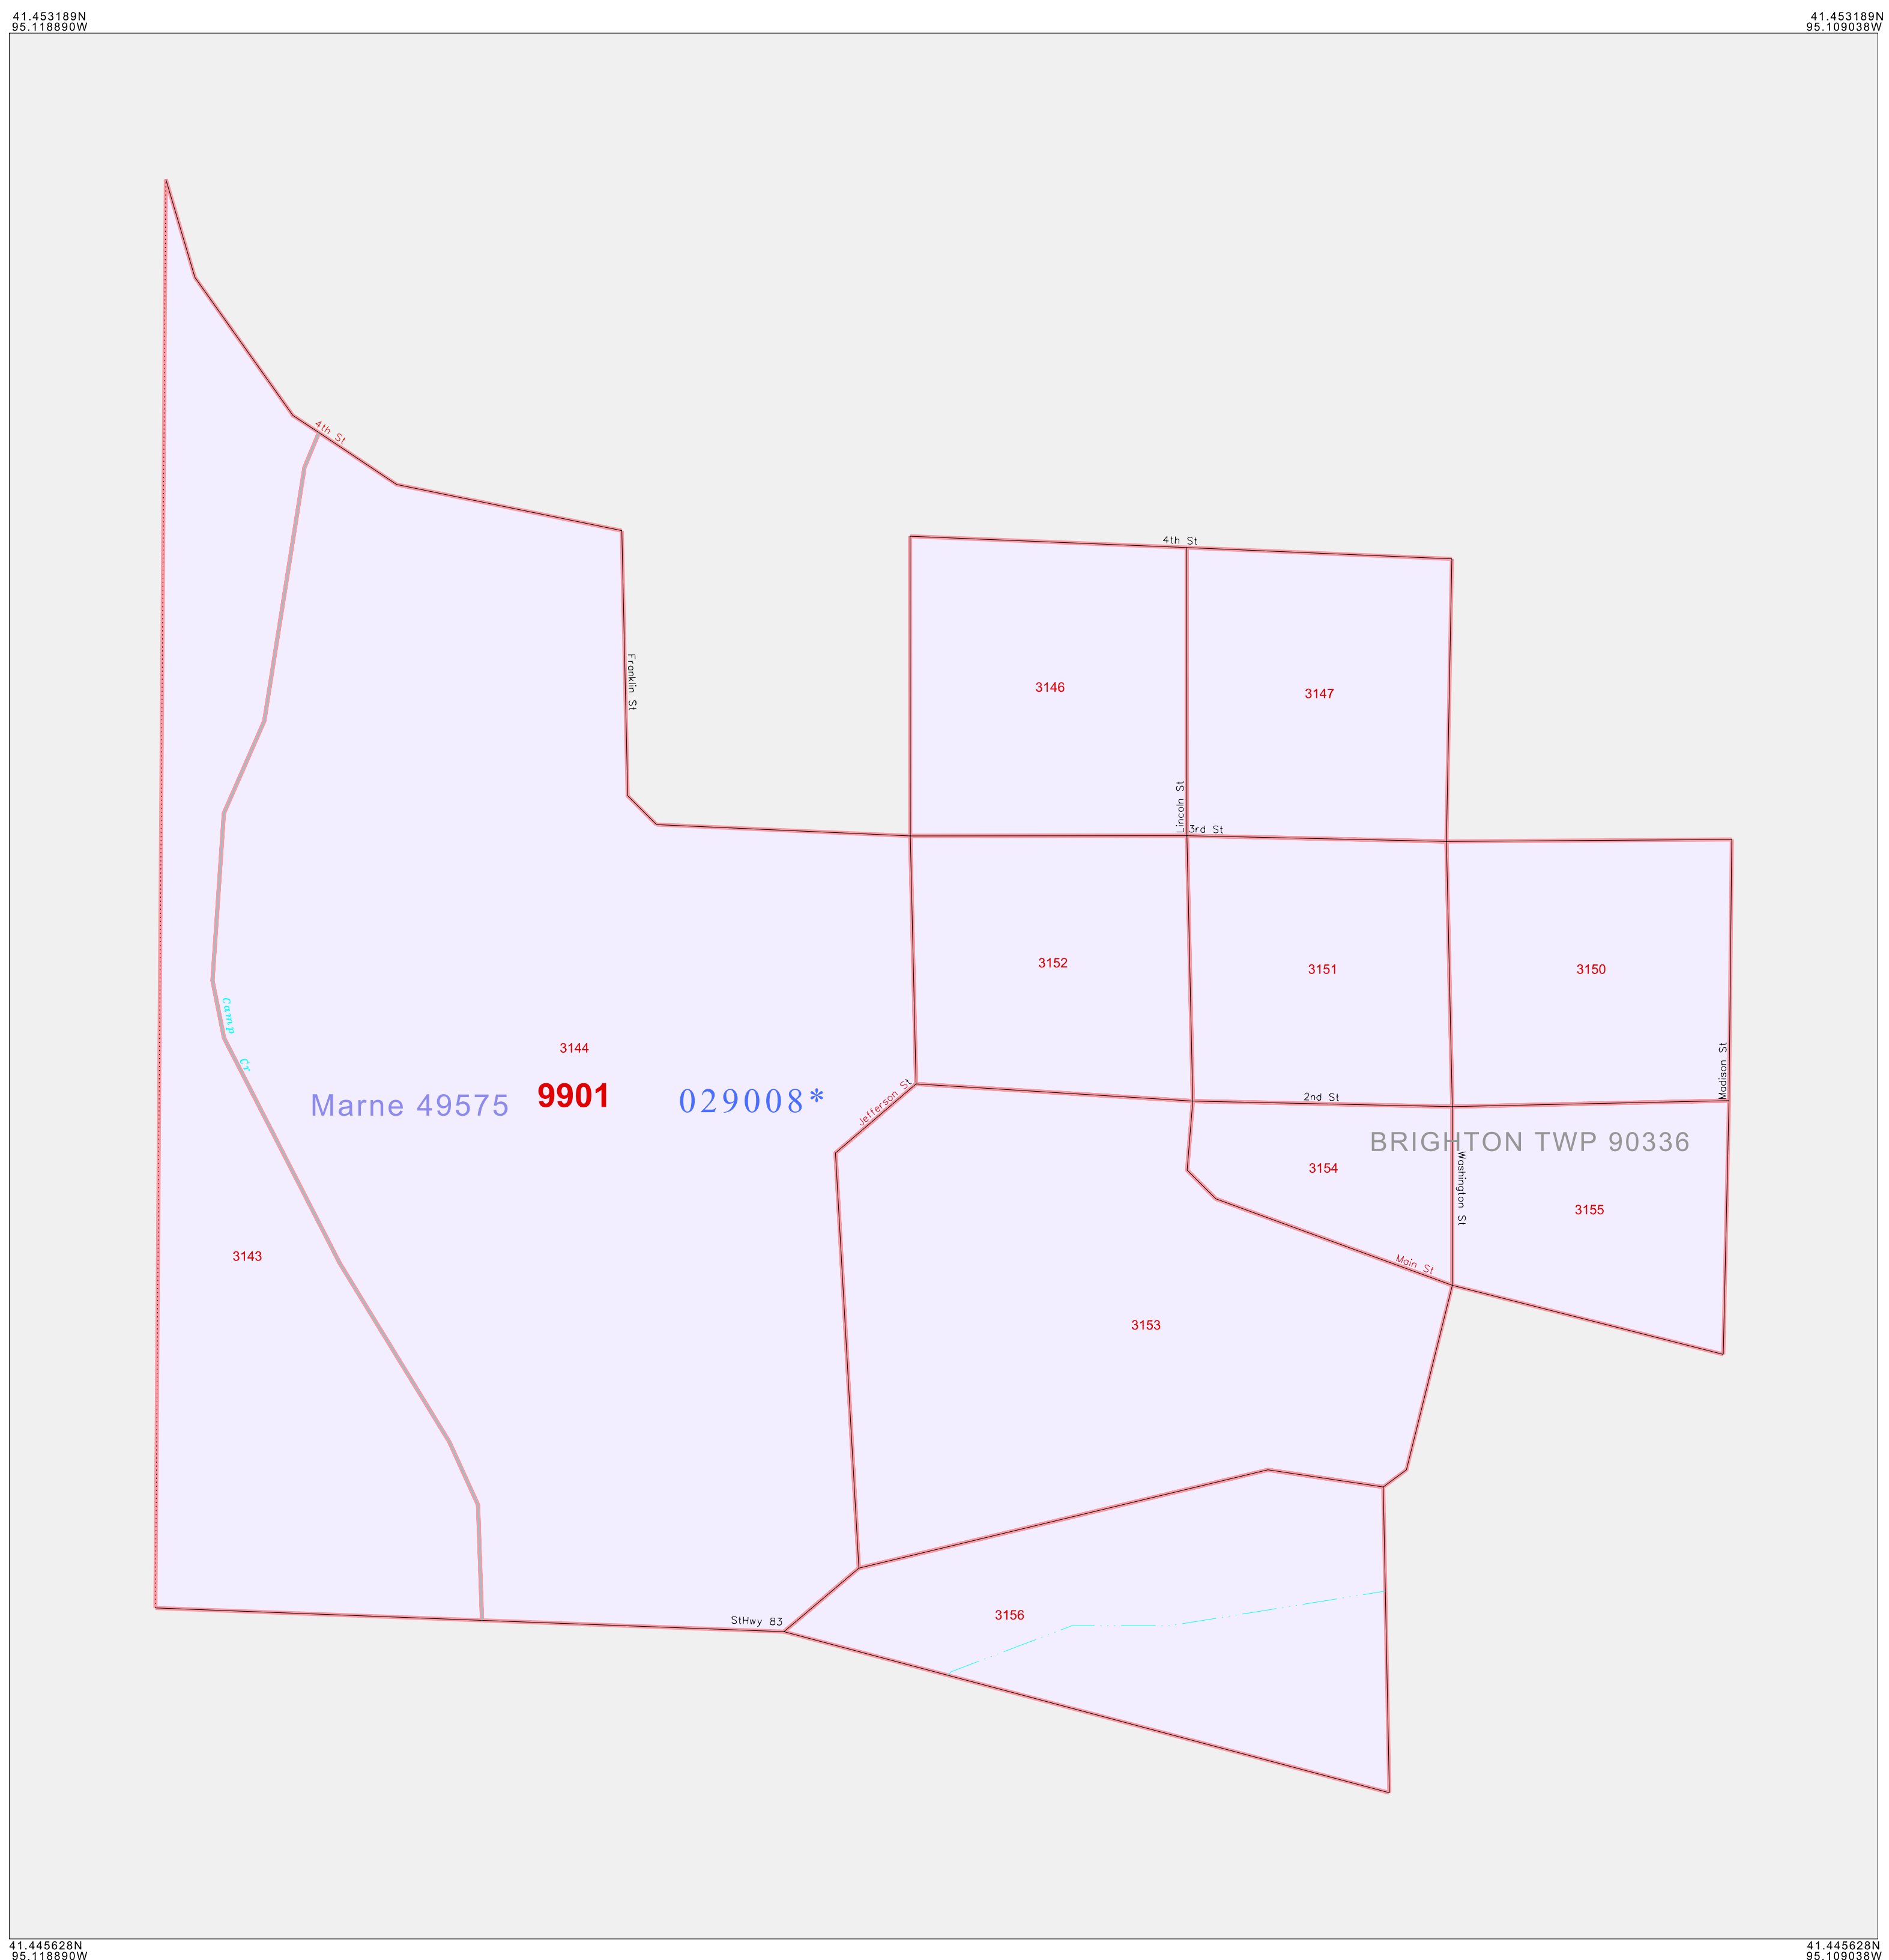 41.453189N
95.118890W
41.453189N
95.109038W
4th St
4th St
Franklin St
3146
3147
Lincoln St
3rd St
3152
3151
3150
Camp Cr
3144
Madison St
Marne 49575
9901
029008*
Jefferson St
2nd St
BRIGHTON TWP 90336
3154
Washington St
3155
3143
Main St
3153
StHwy 83
3156
41.445628N
95.118890W
41.445628N
95.109038W